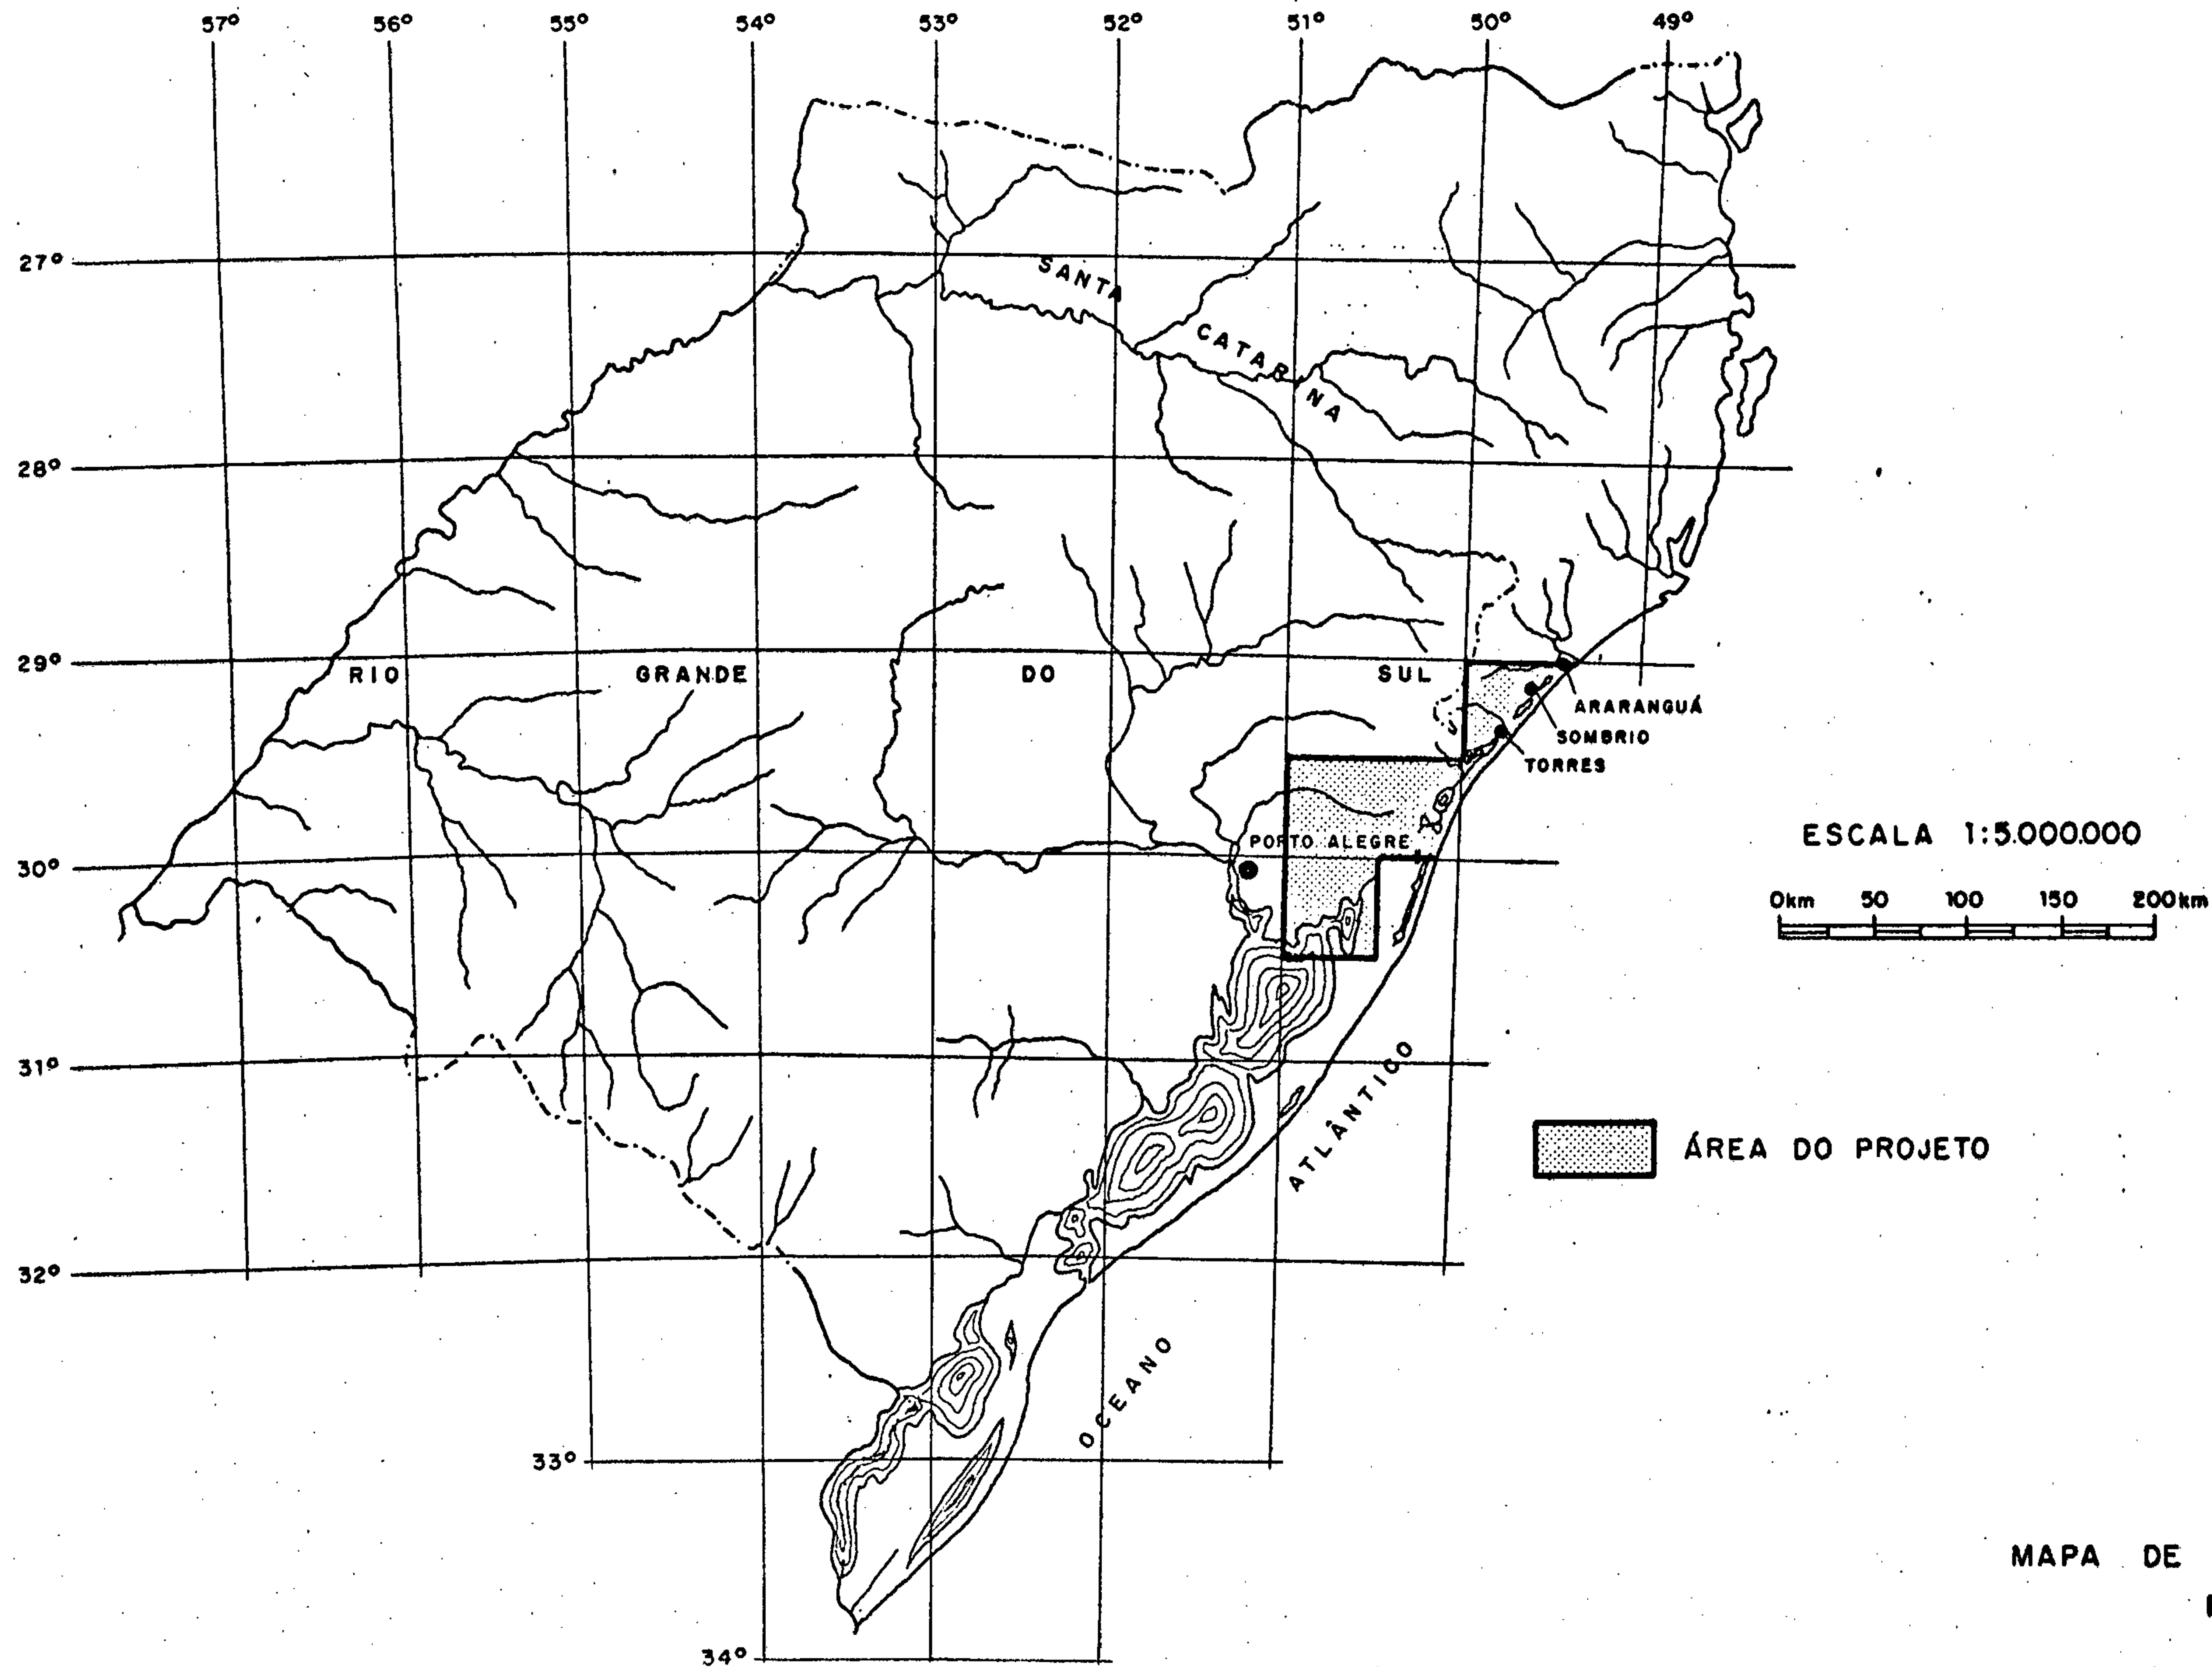 57° 56° 55° 54° 53° 52° 51° 50° 49°
27°
SANTA
CATARINA
28°
29°
RIO GRANDE DO SUL
ARARANGUÁ
SOMBRIO
TORRES
PORTO ALEGRE
30°
ESCALA 1:5.000.000
0km 50 100 150 200km
31°
ATLÂNTICO
ÁREA DO PROJETO
32°
OCEANO
33°
MAPA DE
34°